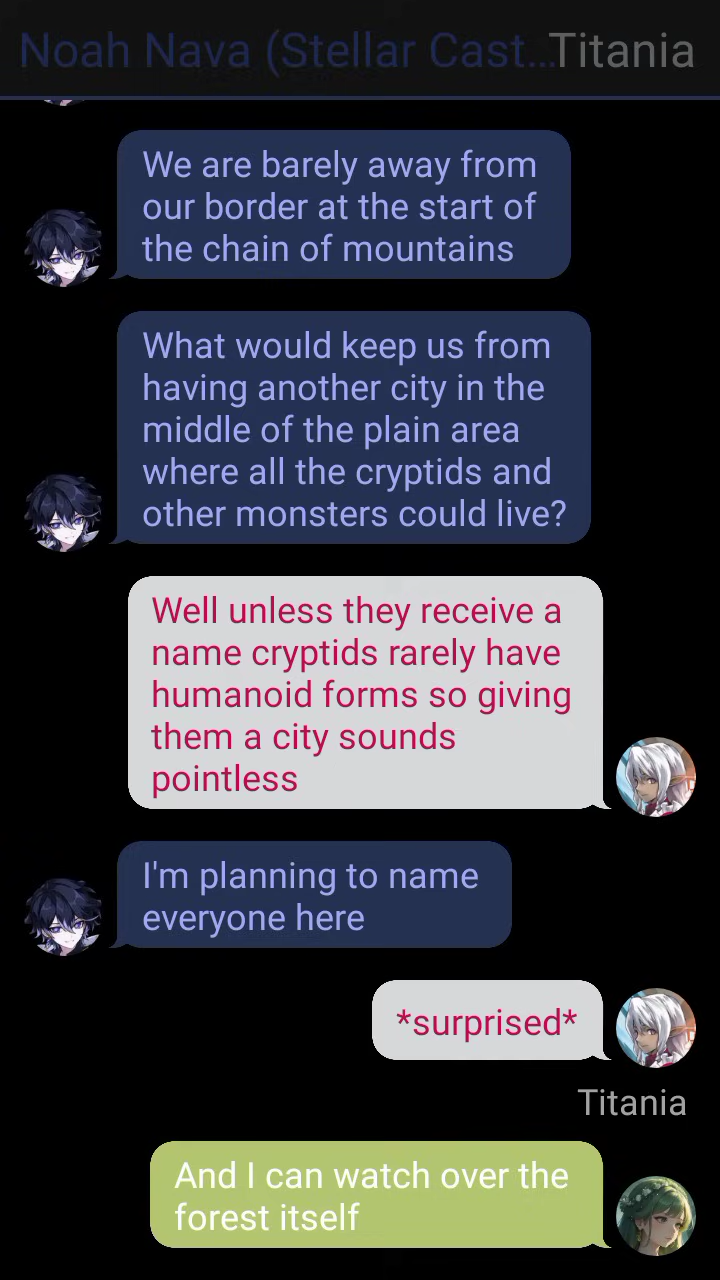 Noah Nava (Stellar Cast... Titania
We are barely away from
our border at the start of
the chain of mountains
What would keep us from
having another city in the
middle of the plain area
where all the cryptids and
other monsters could live?
Well unless they receive a
name cryptids rarely have
humanoid forms so giving
them a city sounds
pointless
I'm planning to name
everyone here
*surprised*
Titania
And I can watch over the
forest itself